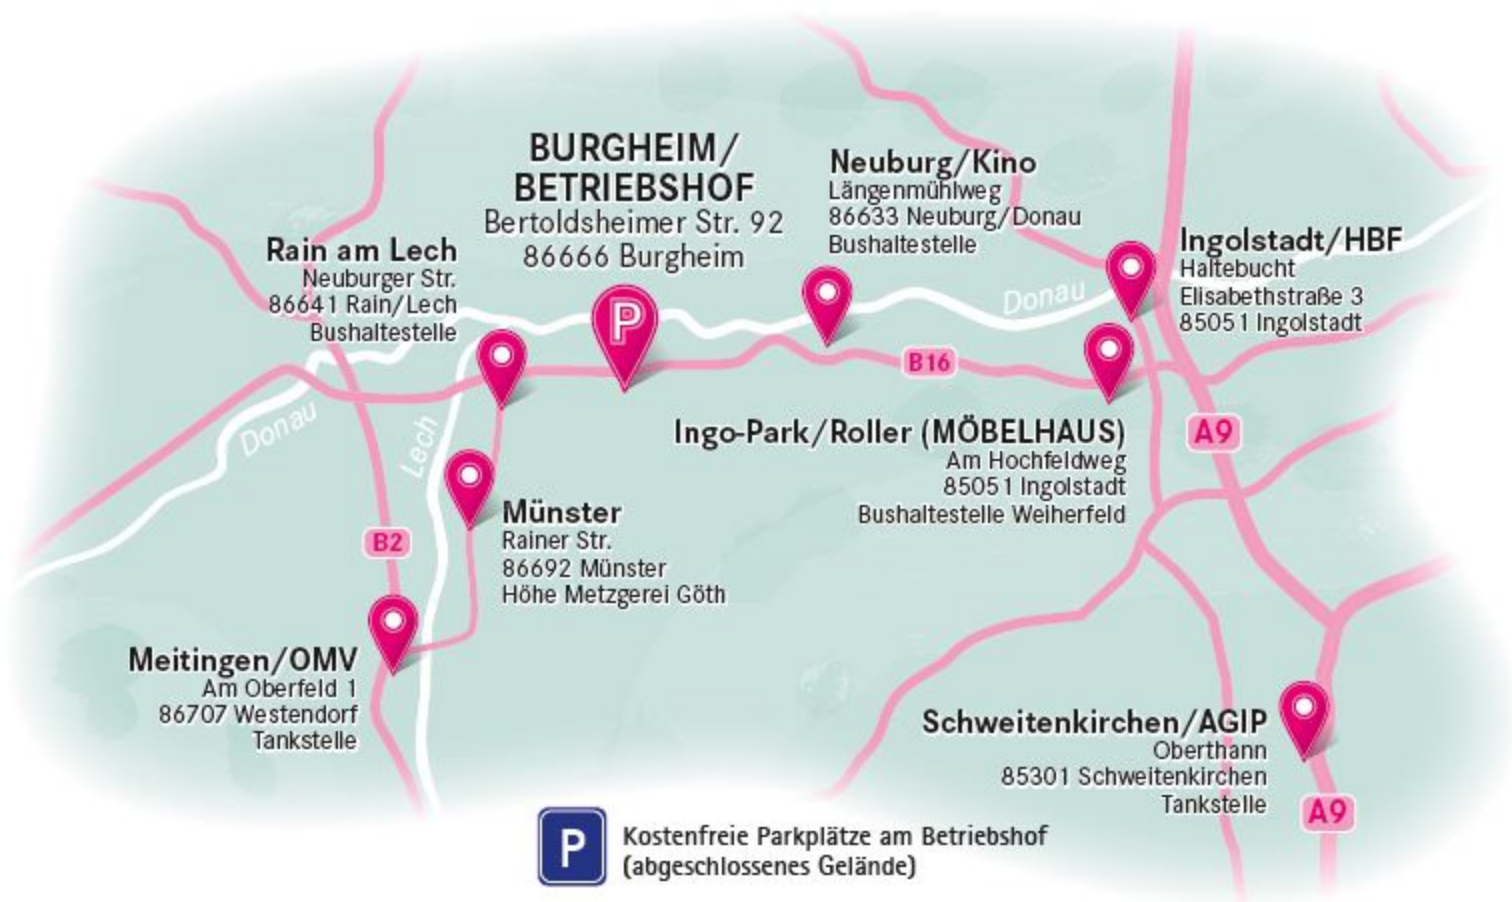 BURGHEIM/
BETRIEBSHOF
Bertoldsheimer Str. 92
86666 Burgheim
Neuburg/Kino
Längenmühlweg
86633 Neuburg/Donau
Bushaltestelle
Rain am Lech
Neuburger Str.
86641 Rain/Lech
Bushaltestelle
Ingolstadt/HBF
Haltebucht
Elisabethstraße 3
85051 Ingolstadt
Donau
P
B16
Donau
Lech
Ingo-Park/Roller (MÖBELHAUS)
Am Hochfeldweg
85051 Ingolstadt
Bushaltestelle Weiherfeld
A9
B2
Münster
Rainer Str.
86692 Münster
Höhe Metzgerei Göth
Meitingen/OMV
Am Oberfeld 1
86707 Westendorf
Tankstelle
Schweitenkirchen/AGIP
Oberthann
85301 Schweitenkirchen
Tankstelle
A9
P
Kostenfreie Parkplätze am Betriebshof
(abgeschlossenes Gelände)